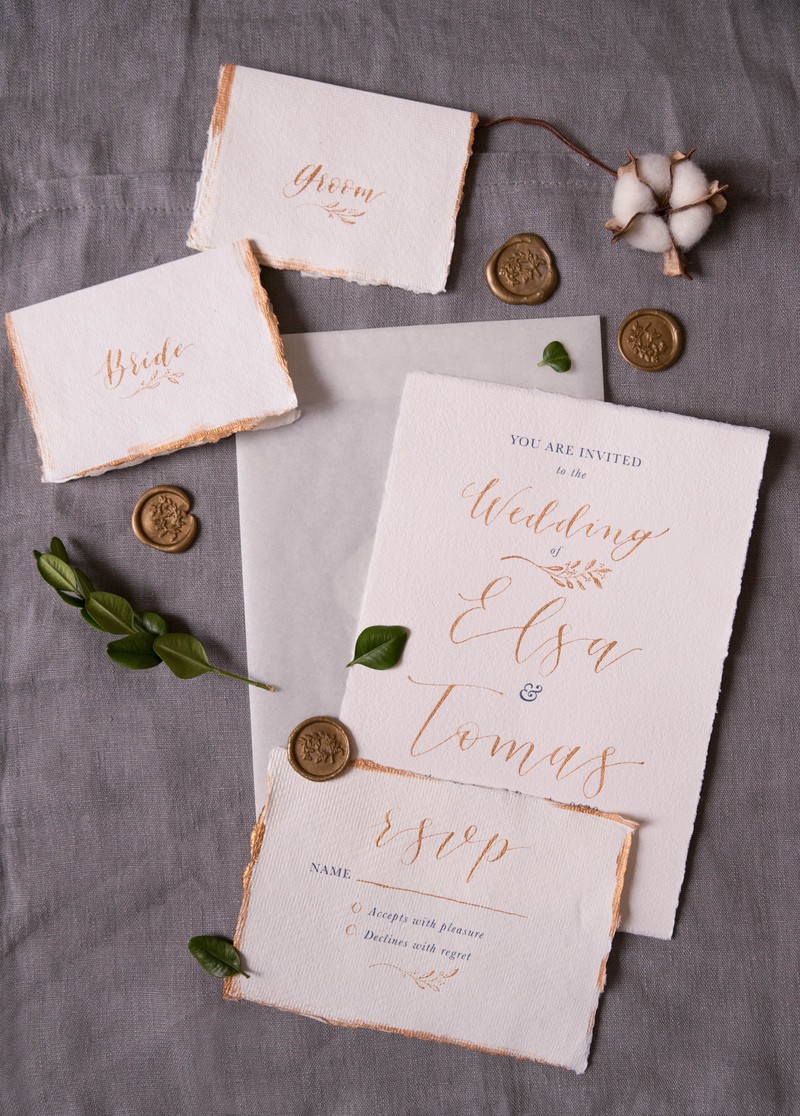 groom
Bride
YOU ARE INVITED
to the
Wedding
of
Elsa
&
Tomas
rsvp
NAME
Accepts with pleasure
Declines with regret